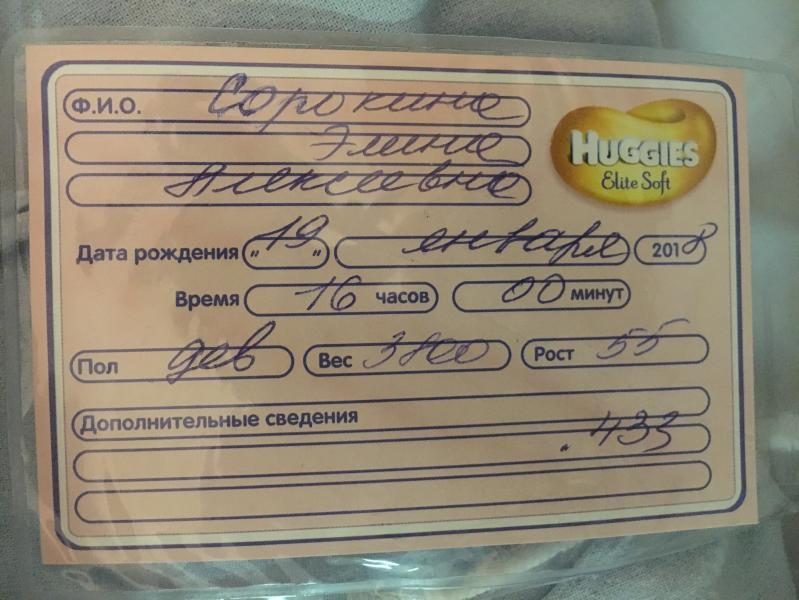 Ф.И.О. Сорокина
Элина
Алексеевна
HUGGIES
Elite Soft
Дата рождения „19„ января 2018
Время 16 часов 00 минут
Пол дев Вес 3800 Рост 55
Дополнительные сведения
433